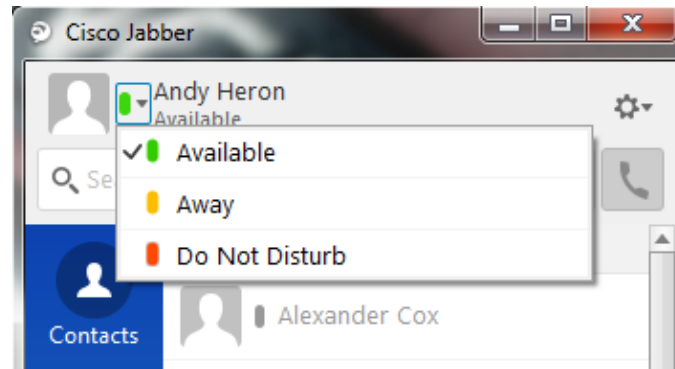 Cisco Jabber
Andy Heron
Available
Available
Away
Do Not Disturb
Contacts
Alexander Cox